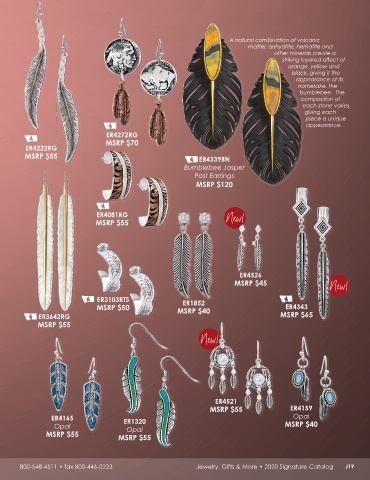 A natural combination of volcanic
matter, anhydrite, hematite and
other minerals create a
striking layered effect of
orange, yellow and
black, giving it the
appearance of its
namesake, the
bumblebee. The
composition of
each stone varies,
giving each
piece a unique
appearance.
ER4222RG
MSRP $55
ER4272RG
MSRP $70
ER4339BN
Bumblebee Jasper
Post Earrings
MSRP $120
ER4081RG
MSRP $55
New!
ER4526
MSRP $45
New!
ER3642RG
MSRP $55
ER3103RTS
MSRP $50
ER1852
MSRP $40
ER4343
MSRP $65
New!
ER4165
Opal
MSRP $55
ER1320
Opal
MSRP $55
ER4521
MSRP $55
ER4159
Opal
MSRP $40
800-548-4511 • fax 800-446-0233
Jewelry, Gifts & More • 2020 Signature Catalog J19